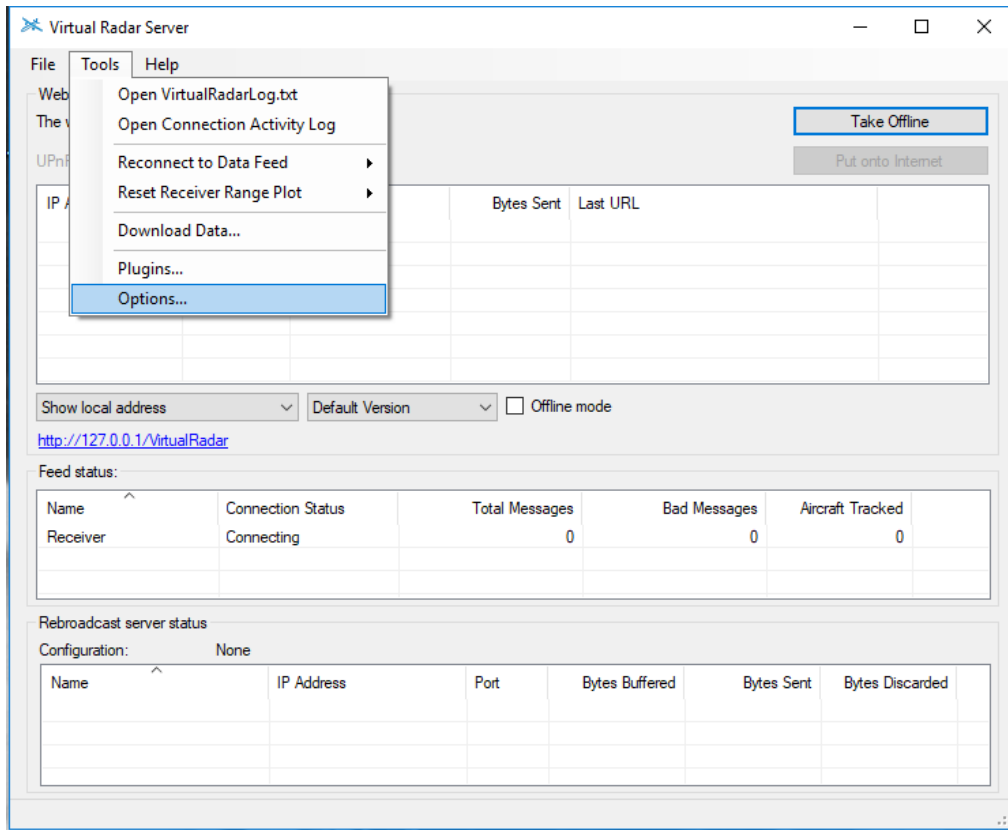 Virtual Radar Server
File Tools Help
Web
Open VirtualRadarLog.txt
The
Take Offline
Open Connection Activity Log
UPnP
Reconnect to Data Feed
Put onto Internet
Reset Receiver Range Plot
IP
Bytes Sent Last URL
Download Data...
Plugins...
Options...
Show local address Default Version Offline mode
http://127.0.0.1/VirtualRadar
Feed status:
Name Connection Status Total Messages Bad Messages Aircraft Tracked
Receiver Connecting 0 0 0
Rebroadcast server status
Configuration: None
Name IP Address Port Bytes Buffered Bytes Sent Bytes Discarded